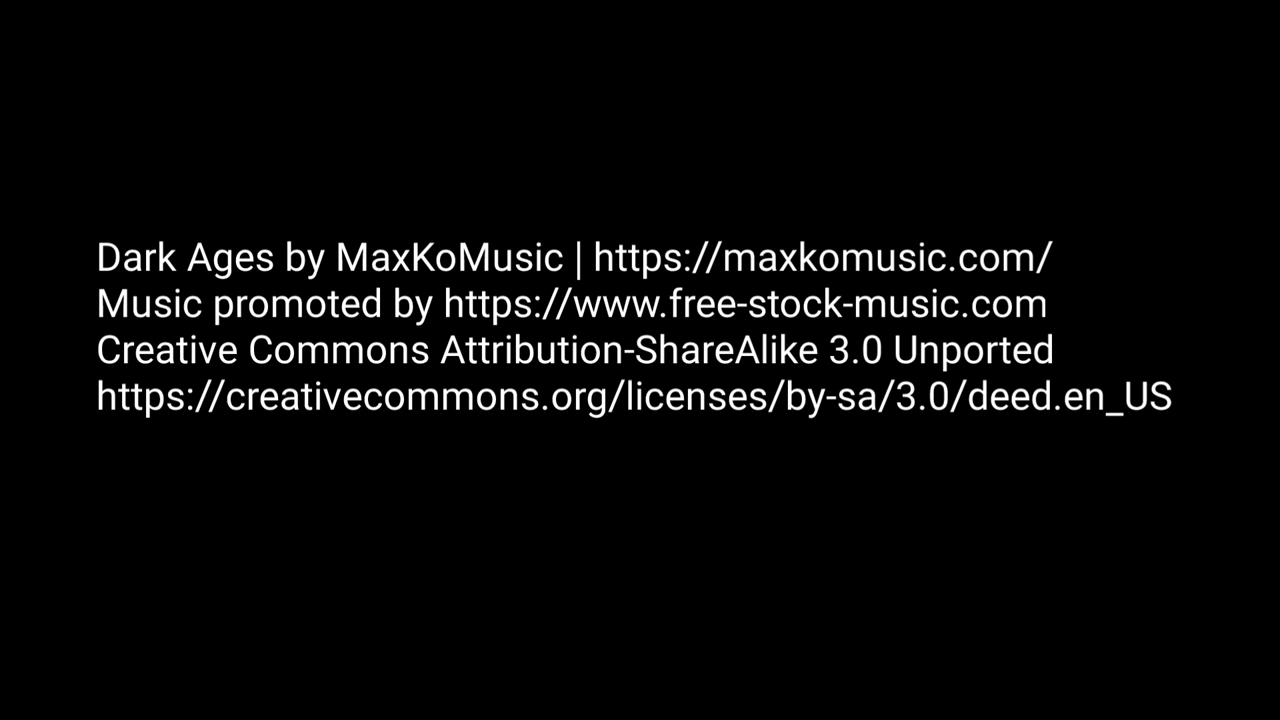 Dark Ages by MaxKoMusic | https://maxkomusic.com/
Music promoted by https://www.free-stock-music.com
Creative Commons Attribution-ShareAlike 3.0 Unported
https://creativecommons.org/licenses/by-sa/3.0/deed.en_US